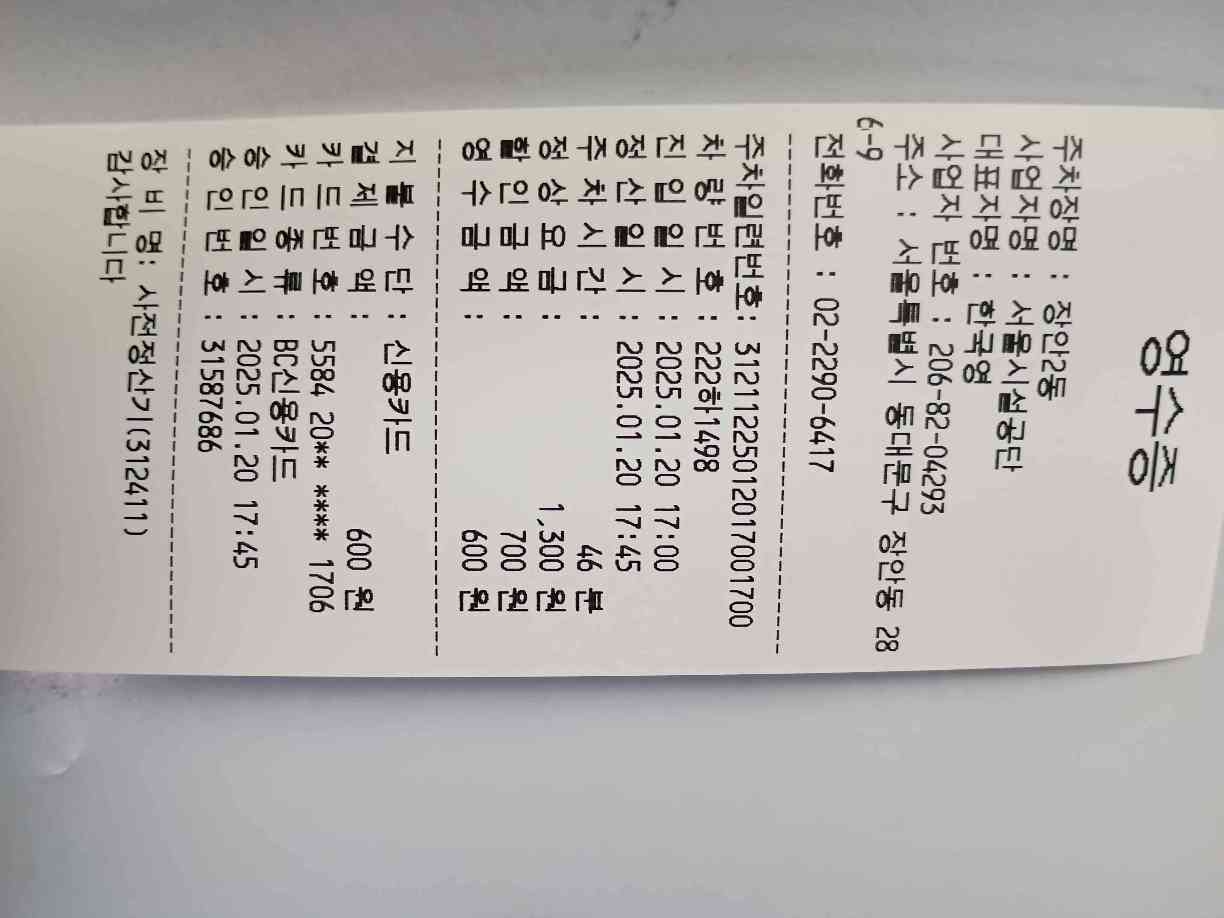 영수증
주차장명 : 장안2동
사업자명 : 서울시설공단
대표자명 : 한국영
사업자 번호 : 206-82-04293
주소 : 서울특별시 동대문구 장안동 28
6-9
전화번호 : 02-2290-6417
주차일련번호: 31211225012017001700
차 량 번 호 : 222하1498
진 입 일 시 : 2025.01.20 17:00
정 산 일 시 : 2025.01.20 17:45
주 차 시 간 : 46 분
정 상 요 금 : 1,300 원
할 인 금 액 : 700 원
영 수 금 액 : 600 원
지 불 수 단 : 신용카드
결 제 금 액 : 600 원
카 드 번 호 : 5584 20** **** 1706
카 드 종 류 : BC신용카드
승 인 일 시 : 2025.01.20 17:45
승 인 번 호 : 31587686
장 비 명: 사전정산기(312411)
감사합니다